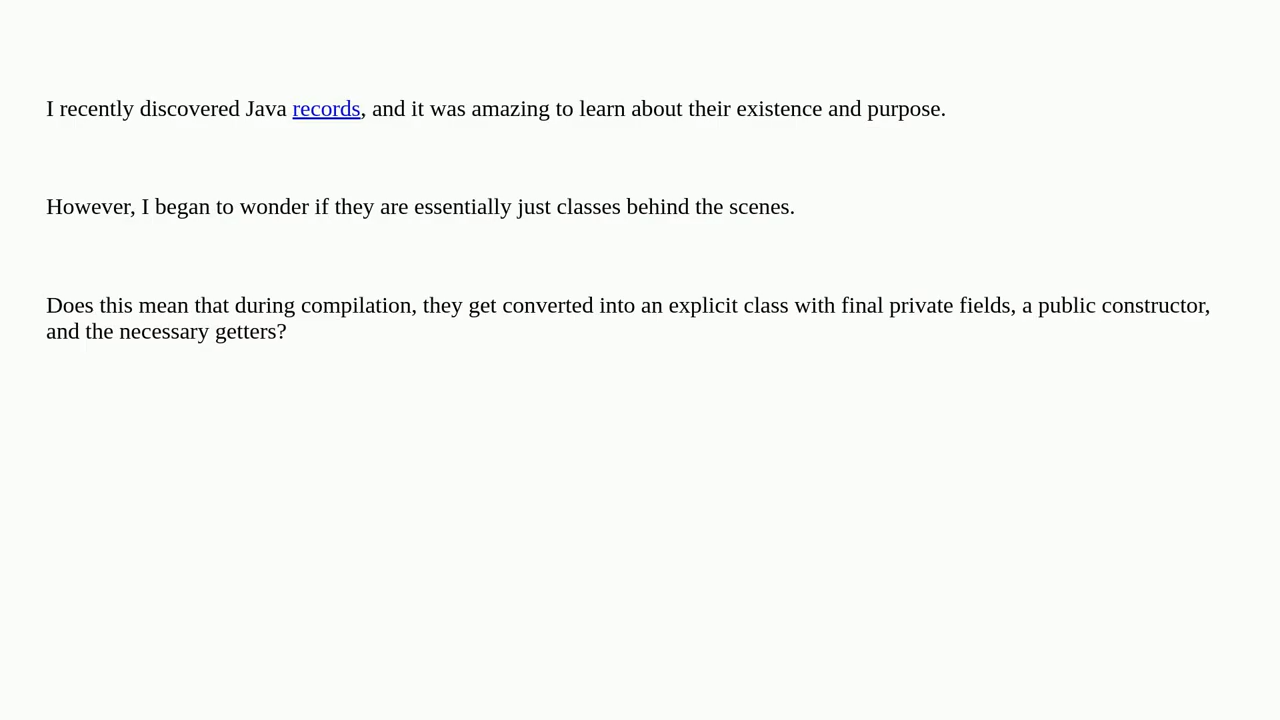 I recently discovered Java records, and it was amazing to learn about their existence and purpose.
However, I began to wonder if they are essentially just classes behind the scenes.
Does this mean that during compilation, they get converted into an explicit class with final private fields, a public constructor,
and the necessary getters?